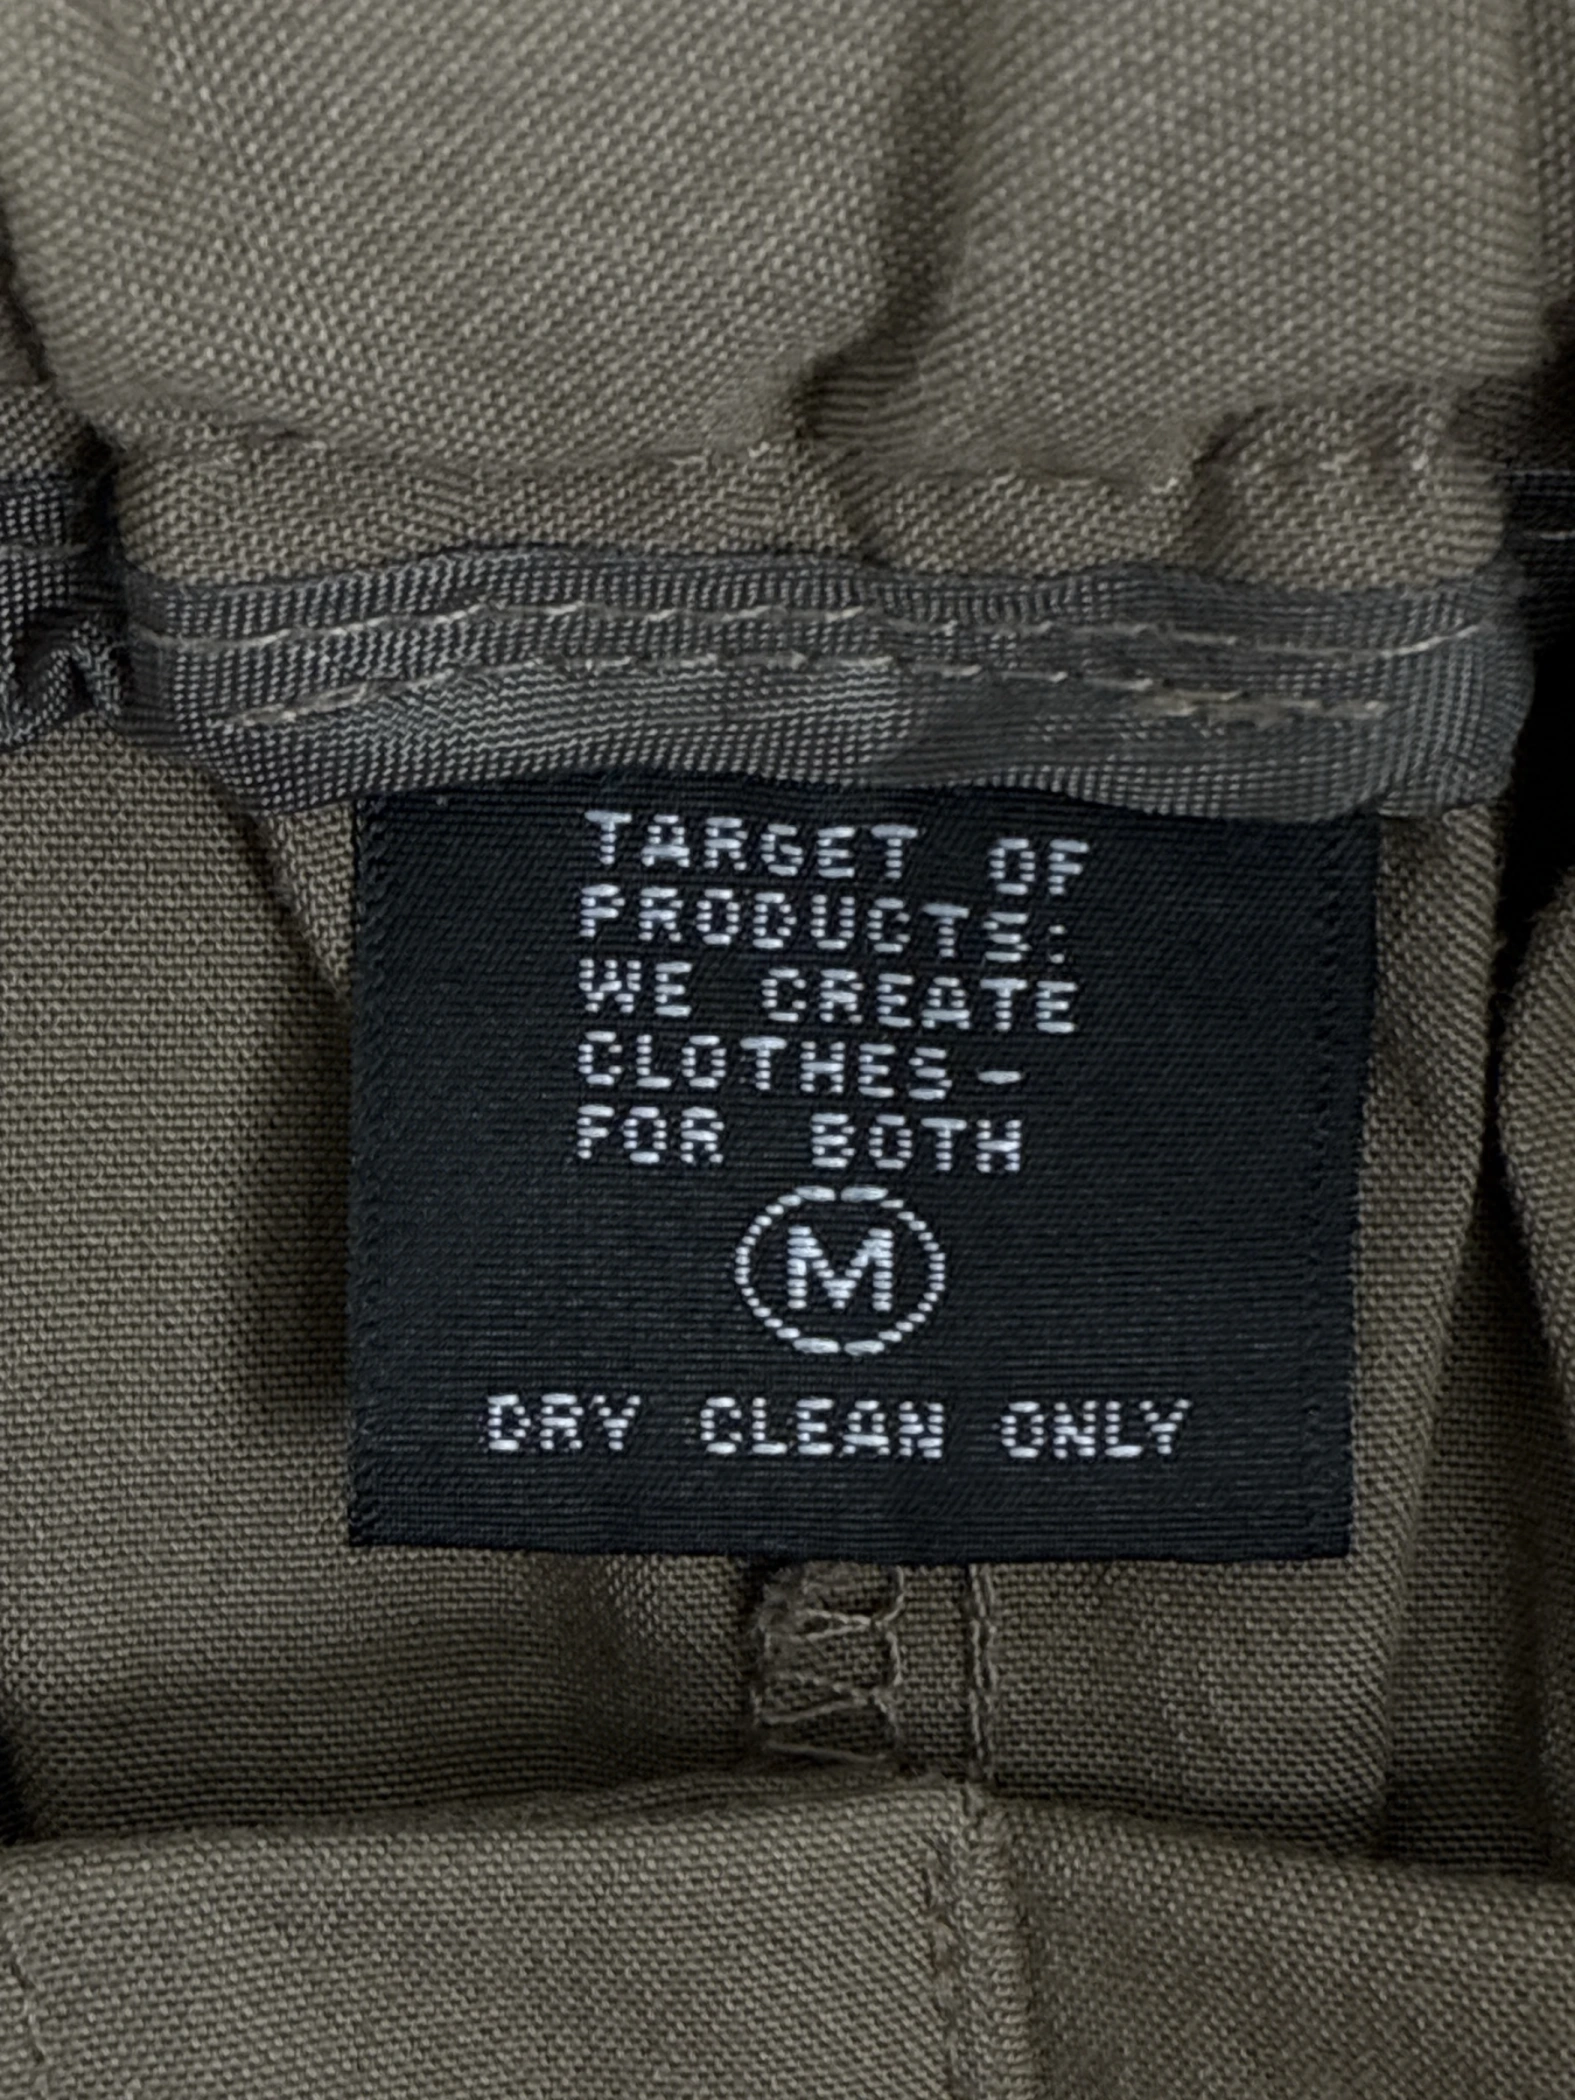 TARGET OF
PRODUCTS:
WE CREATE
CLOTHES-
FOR BOTH
M
DRY CLEAN ONLY